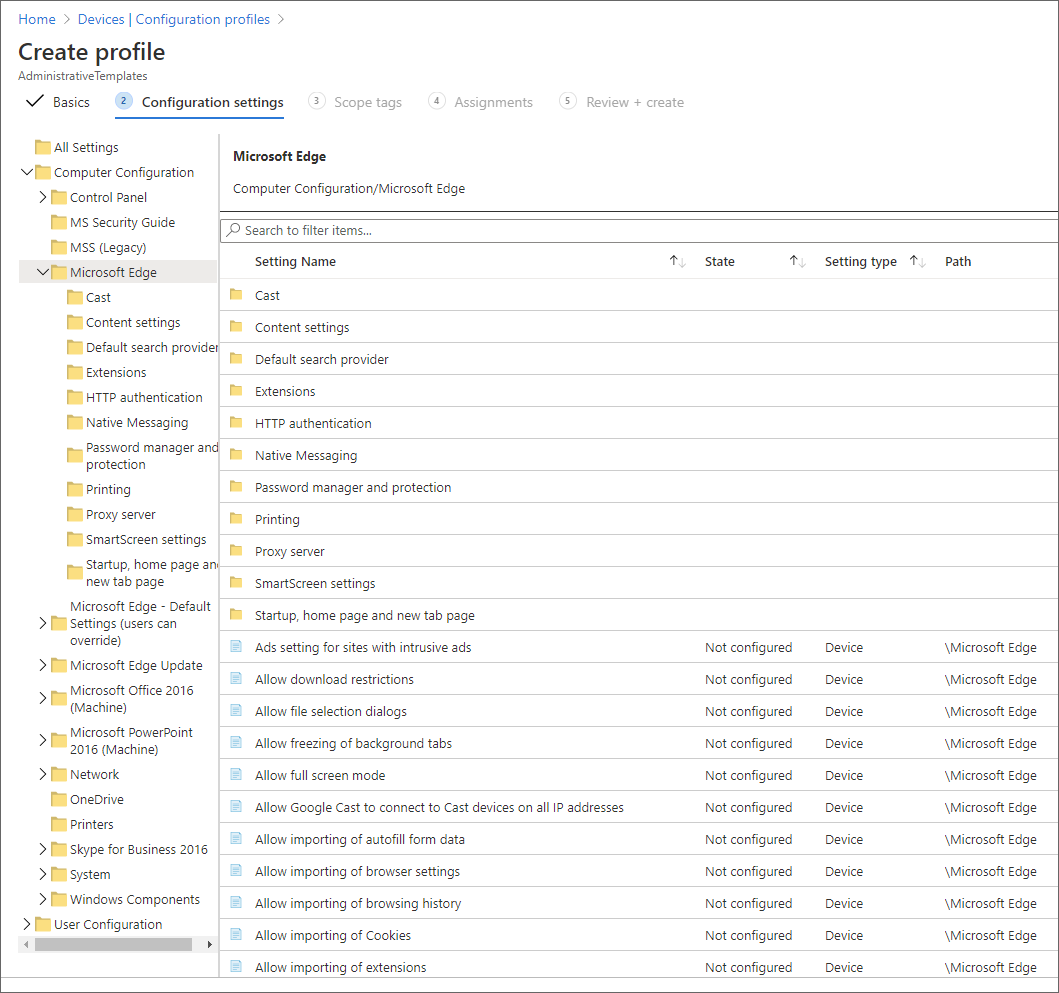 Home > Devices | Configuration profiles >
Create profile
AdministrativeTemplates
Basics 2 Configuration settings 3 Scope tags 4 Assignments 5 Review + create
All Settings
Computer Configuration
Control Panel
MS Security Guide
MSS (Legacy)
Microsoft Edge
Cast
Content settings
Default search provider
Extensions
HTTP authentication
Native Messaging
Password manager and
protection
Printing
Proxy server
SmartScreen settings
Startup, home page an
new tab page
Microsoft Edge - Default
Settings (users can
override)
Microsoft Edge Update
Microsoft Office 2016
(Machine)
Microsoft PowerPoint
2016 (Machine)
Network
OneDrive
Printers
Skype for Business 2016
System
Windows Components
User Configuration
Microsoft Edge
Computer Configuration/Microsoft Edge
Search to filter items...
Setting Name State Setting type Path
Cast
Content settings
Default search provider
Extensions
HTTP authentication
Native Messaging
Password manager and protection
Printing
Proxy server
SmartScreen settings
Startup, home page and new tab page
Ads setting for sites with intrusive ads Not configured Device \Microsoft Edge
Allow download restrictions Not configured Device \Microsoft Edge
Allow file selection dialogs Not configured Device \Microsoft Edge
Allow freezing of background tabs Not configured Device \Microsoft Edge
Allow full screen mode Not configured Device \Microsoft Edge
Allow Google Cast to connect to Cast devices on all IP addresses Not configured Device \Microsoft Edge
Allow importing of autofill form data Not configured Device \Microsoft Edge
Allow importing of browser settings Not configured Device \Microsoft Edge
Allow importing of browsing history Not configured Device \Microsoft Edge
Allow importing of Cookies Not configured Device \Microsoft Edge
Allow importing of extensions Not configured Device \Microsoft Edge